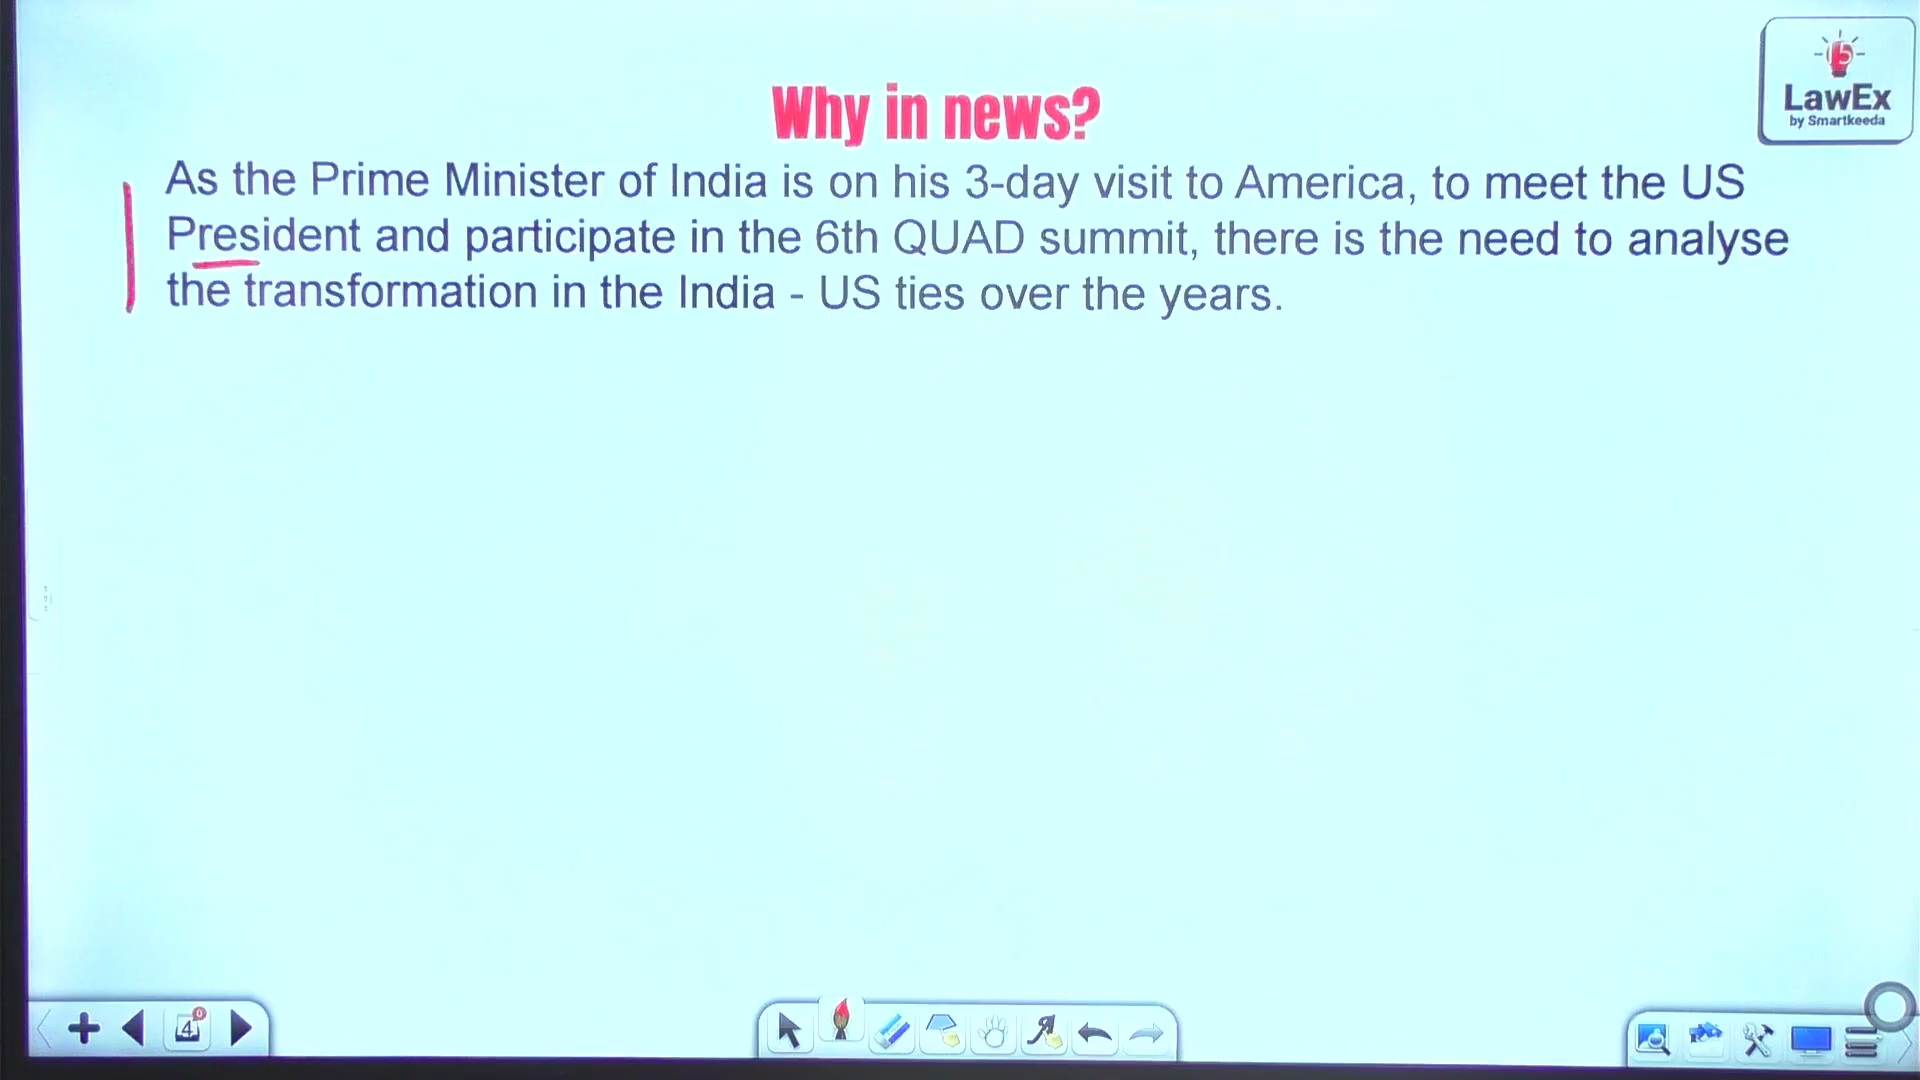 LawEx
by Smartkeeda
Why in news?
As the Prime Minister of India is on his 3-day visit to America, to meet the US
President and participate in the 6th QUAD summit, there is the need to analyse
the transformation in the India - US ties over the years.
4
0